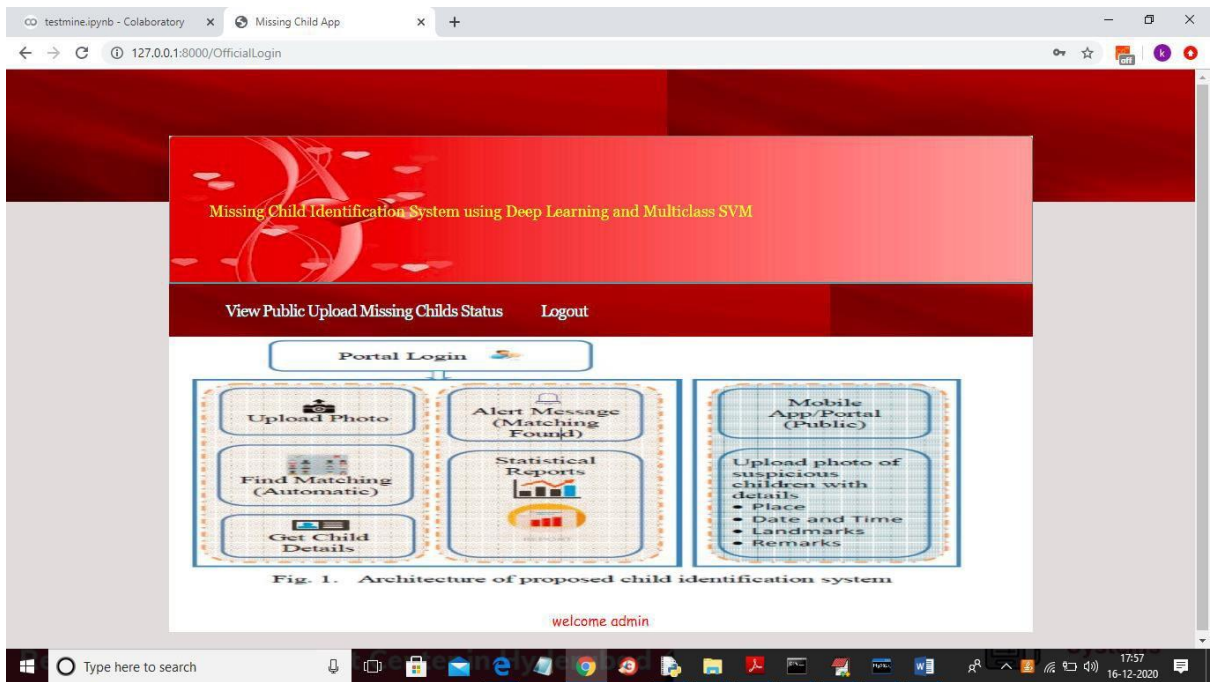 testmine.ipynb - Colaboratory
Missing Child App
127.0.0.1:8000/OfficialLogin
off
k
Missing Child Identification System using Deep Learning and Multiclass SVM
View Public Upload Missing Childs Status
Logout
Portal Login
Upload Photo
Find Matching
(Automatic)
Get Child
Details
Alert Message
(Matching
Found)
Statistical
Reports
REPORT
Mobile
App/Portal
(Public)
Upload photo of
suspicious
children with
details
• Place
• Date and Time
• Landmarks
• Remarks
Fig. 1. Architecture of proposed child identification system
welcome admin
Type here to search
17:57
16-12-2020